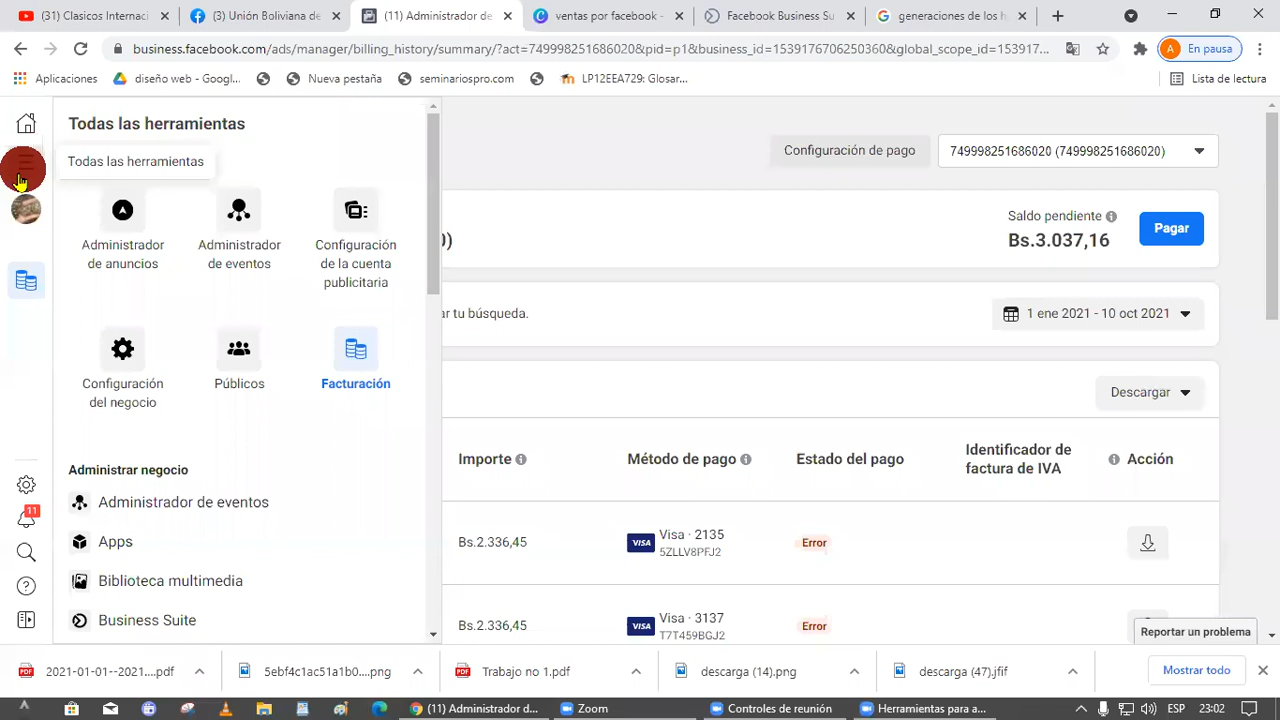 (31) Clasicos Internaci
(3) Unión Boliviana de
(11) Administrador de
ventas por facebook -
Facebook Business Su
generaciones de los h
business.facebook.com/ads/manager/billing_history/summary/?act=749998251686020&pid=p1&business_id=1539176706250360&global_scope_id=153917...
A En pausa
Aplicaciones
diseño web - Googl...
Nueva pestaña
seminariospro.com
LP12EEA729: Glosar...
Lista de lectura
Todas las herramientas
Todas las herramientas
Configuración de pago
749998251686020 (749998251686020)
Administrador de anuncios
Administrador de eventos
Configuración de la cuenta publicitaria
0)
Saldo pendiente
Bs.3.037,16
Pagar
ar tu búsqueda.
1 ene 2021 - 10 oct 2021
Configuración del negocio
Públicos
Facturación
Descargar
Importe
Método de pago
Estado del pago
Identificador de factura de IVA
Acción
Administrar negocio
Administrador de eventos
Apps
Biblioteca multimedia
Business Suite
11
Bs.2.336,45
VISA
Visa · 2135
5ZLLV8PFJ2
Error
Bs.2.336,45
VISA
Visa · 3137
T7T459BGJ2
Error
Reportar un problema
PDF
2021-01-01--2021....pdf
5ebf4c1ac51a1b0....png
PDF
Trabajo no 1.pdf
descarga (14).png
descarga (47).jfif
Mostrar todo
(11) Administrador d...
Zoom
Controles de reunión
Herramientas para a...
ESP
23:02